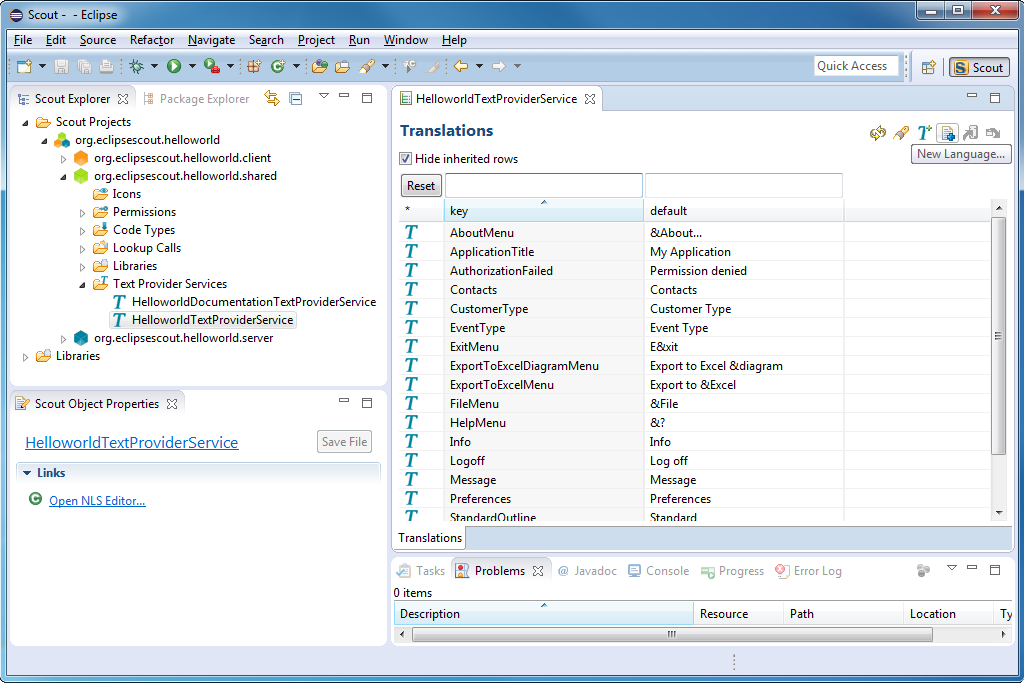 Scout - - Eclipse
File Edit Source Refactor Navigate Search Project Run Window Help
Quick Access
Scout
Scout Explorer
Package Explorer
Scout Projects
org.eclipsescout.helloworld
org.eclipsescout.helloworld.client
org.eclipsescout.helloworld.shared
Icons
Permissions
Code Types
Lookup Calls
Libraries
Text Provider Services
HelloworldDocumentationTextProviderService
HelloworldTextProviderService
org.eclipsescout.helloworld.server
Libraries
Scout Object Properties
HelloworldTextProviderService
Save File
Links
Open NLS Editor...
HelloworldTextProviderService
Translations
Hide inherited rows
New Language...
Reset
* key default
AboutMenu &About...
ApplicationTitle My Application
AuthorizationFailed Permission denied
Contacts Contacts
CustomerType Customer Type
EventType Event Type
ExitMenu E&xit
ExportToExcelDiagramMenu Export to Excel &diagram
ExportToExcelMenu Export to &Excel
FileMenu &File
HelpMenu &?
Info Info
Logoff Log off
Message Message
Preferences Preferences
StandardOutline Standard
Translations
Tasks Problems @ Javadoc Console Progress Error Log
0 items
Description Resource Path Location Ty